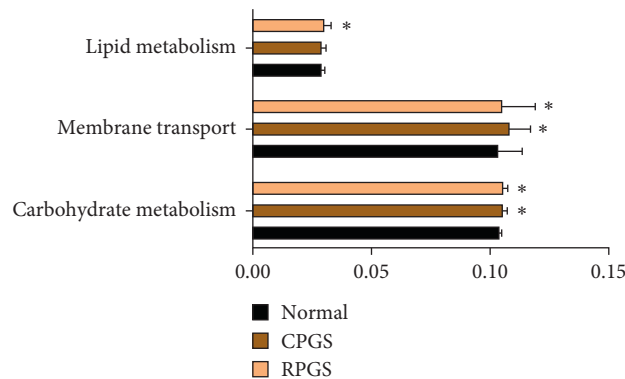 Lipid metabolism
*
Membrane transport
*
*
Carbohydrate metabolism
*
*
0.00 0.05 0.10 0.15
Normal
CPGS
RPGS